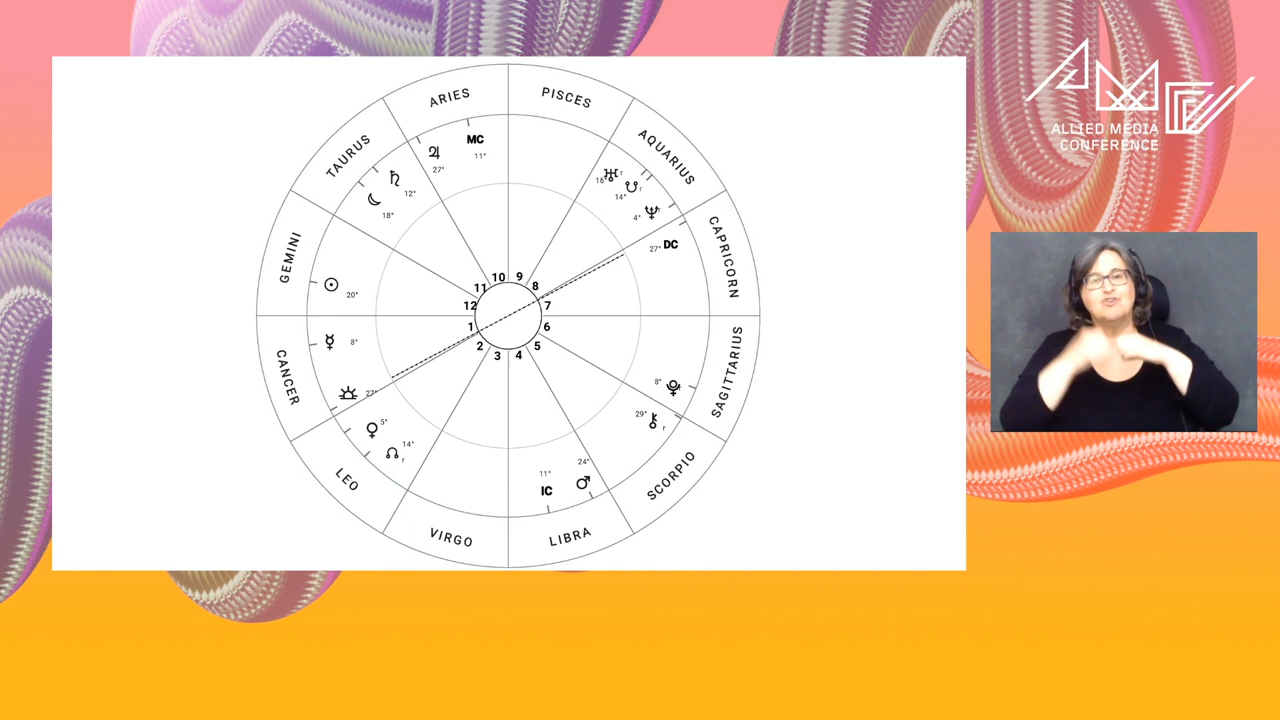 ALLIED MEDIA
CONFERENCE
ARIES
PISCES
TAURUS
AQUARIUS
GEMINI
CAPRICORN
CANCER
SAGITTARIUS
LEO
SCORPIO
VIRGO
LIBRA
MC
11°
♃
27°
♄
12°
☾
18°
♅ r
16°
☋ r
14°
♆ r
4°
27° DC
☉
20°
☿ 8°
27°
♀ 5°
14°
☊ r
8° ♇
29° ⚷ r
24°
♂
11°
IC
10 9
11 8
12 7
1 6
2 5
3 4